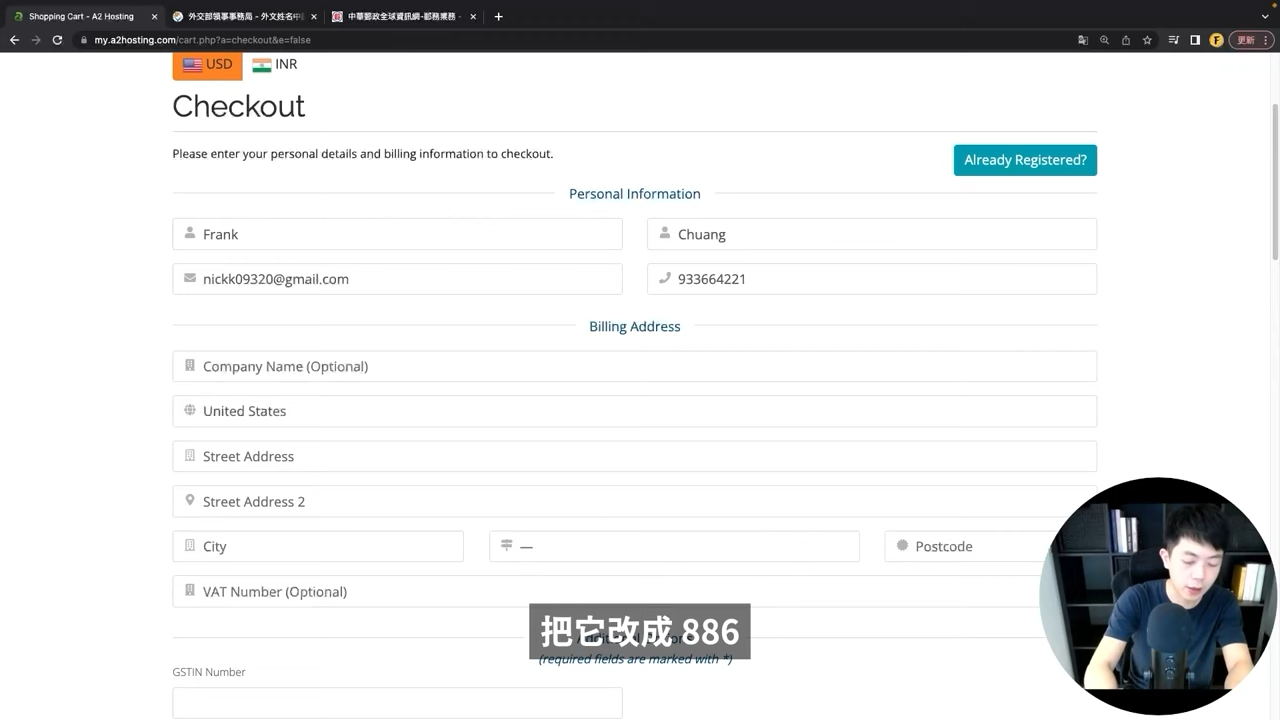 Shopping Cart - A2 Hosting
外交部領事事務局 - 外文姓名中
中華郵政全球資訊網-郵務業務 -
my.a2hosting.com/cart.php?a=checkout&e=false
更新
USD
INR
Checkout
Please enter your personal details and billing information to checkout.
Already Registered?
Personal Information
Frank
Chuang
nickk09320@gmail.com
933664221
Billing Address
Company Name (Optional)
United States
Street Address
Street Address 2
City
—
Postcode
VAT Number (Optional)
把它改成 886
(required fields are marked with *)
GSTIN Number